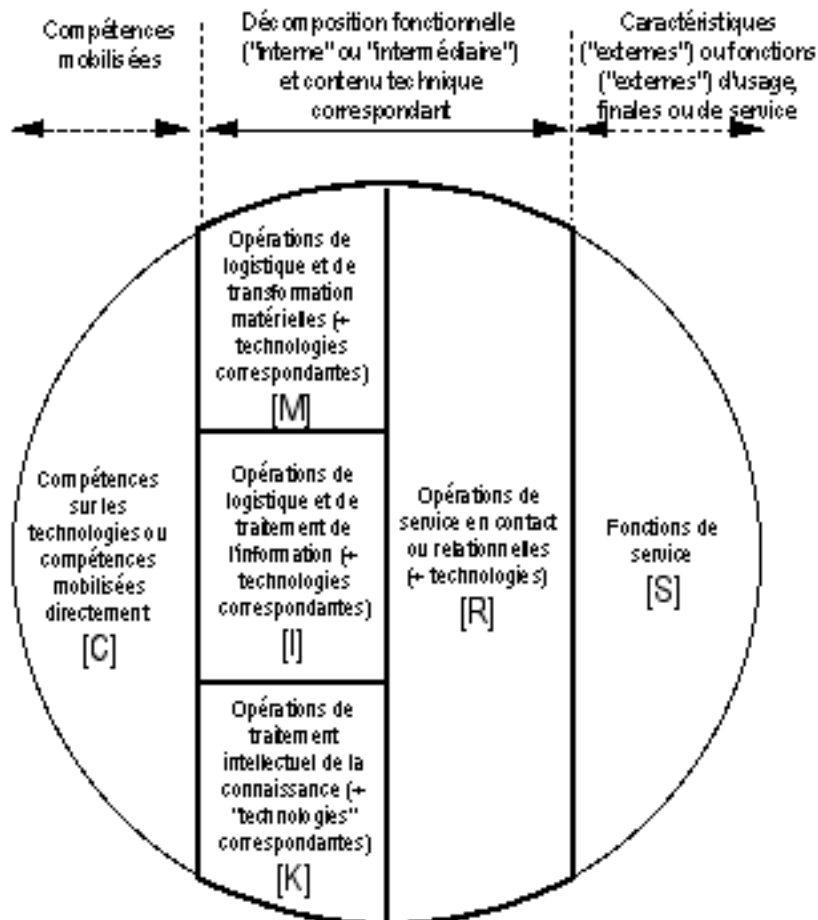 Compétences
mobilisées
Décomposition fonctionnelle
("interne" ou "intermédiaire")
et contenu technique
correspondant
Caractéristiques
("externes") ou fonctions
("externes") d'usage,
finales ou de service
Opérations de
logistique et de
transformation
matérielles (+
technologies
correspondantes)
[M]
Compétences
sur les
technologies ou
compétences
mobilisées
directement
[C]
Opérations de
logistique et de
traitement de
l'information (+
technologies
correspondantes)
[I]
Opérations de
traitement
intellectuel de la
connaissance (+
"technologies"
correspondantes)
[K]
Opérations de
service en contact
ou relationnelles
(+ technologies)
[R]
Fonctions de
service
[S]